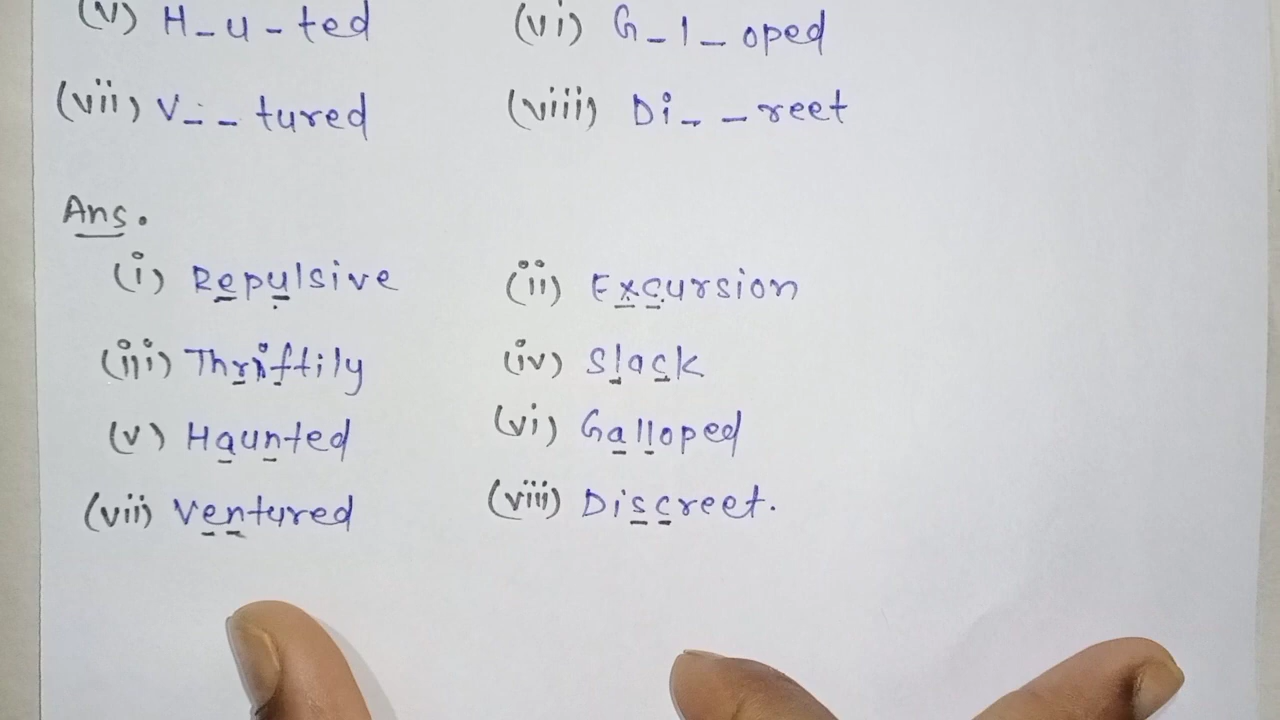 (v) H_u_ted (vi) G_l_oped
(vii) V__tured (viii) Di__reet
Ans.
(i) Repulsive (ii) Excursion
(iii) Thriftily (iv) Slack
(v) Haunted (vi) Galloped
(vii) Ventured (viii) Discreet.